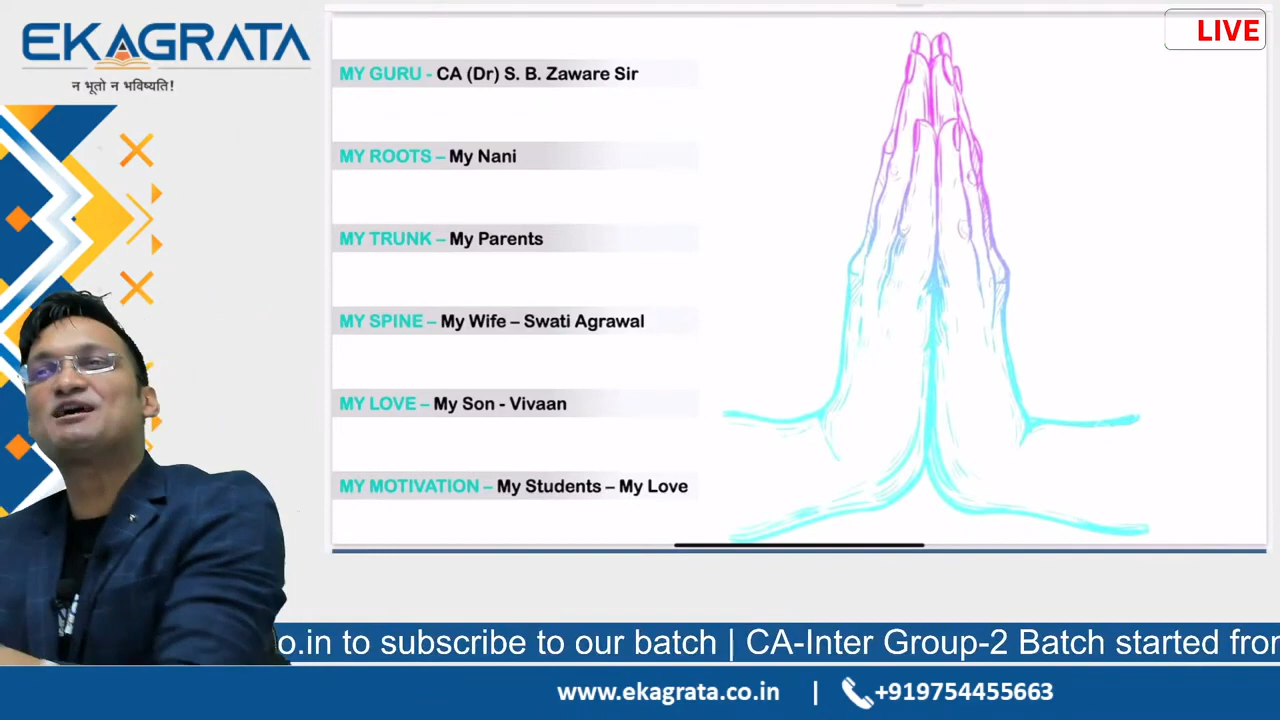 EKAGRATA
न भूतो न भविष्यति!
LIVE
MY GURU - CA (Dr) S. B. Zaware Sir
MY ROOTS – My Nani
MY TRUNK – My Parents
MY SPINE – My Wife – Swati Agrawal
MY LOVE – My Son - Vivaan
MY MOTIVATION – My Students – My Love
o.in to subscribe to our batch | CA-Inter Group-2 Batch started from
www.ekagrata.co.in | +919754455663